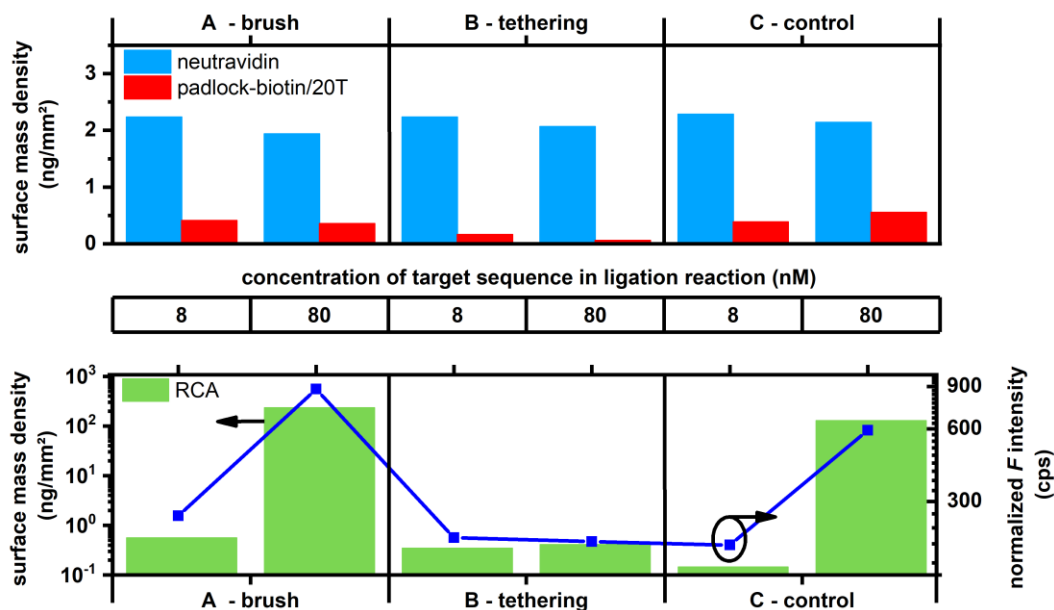 A - brush B - tethering C - control
neutravidin
padlock-biotin/20T
surface mass density
(ng/mm²)
3
2
1
0
concentration of target sequence in ligation reaction (nM)
8 80 8 80 8 80
RCA
surface mass density
(ng/mm²)
10³
10²
10¹
10⁰
10⁻¹
900
600
300
normalized F intensity
(cps)
A - brush B - tethering C - control